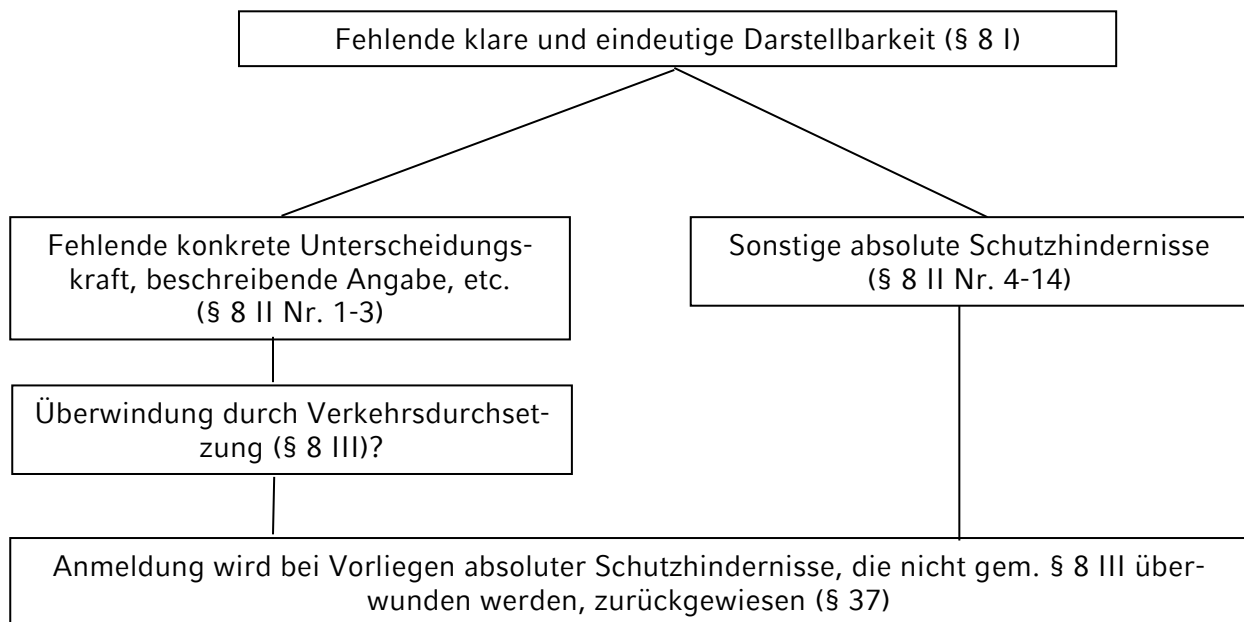 Fehlende klare und eindeutige Darstellbarkeit (§ 8 I)
Fehlende konkrete Unterscheidungs-
kraft, beschreibende Angabe, etc.
(§ 8 II Nr. 1-3)
Sonstige absolute Schutzhindernisse
(§ 8 II Nr. 4-14)
Überwindung durch Verkehrsdurchset-
zung (§ 8 III)?
Anmeldung wird bei Vorliegen absoluter Schutzhindernisse, die nicht gem. § 8 III über-
wunden werden, zurückgewiesen (§ 37)